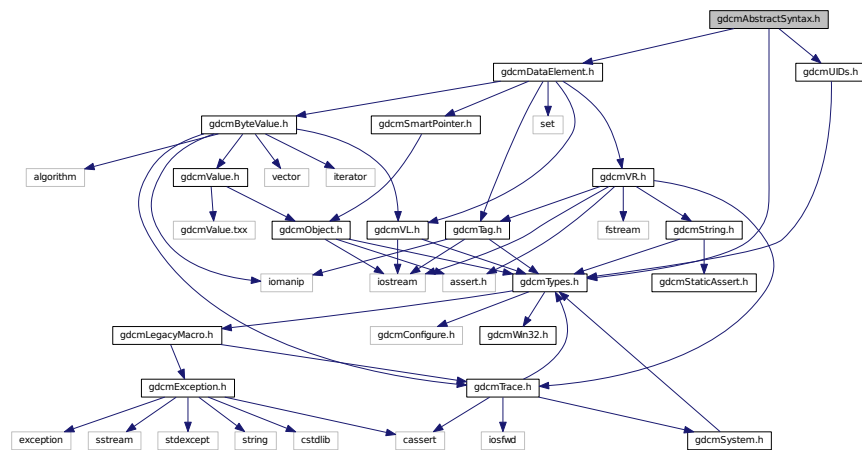 gdcmAbstractSyntax.h
gdcmDataElement.h
gdcmUIDs.h
gdcmByteValue.h
gdcmSmartPointer.h
set
algorithm
gdcmValue.h
vector
iterator
gdcmVR.h
gdcmValue.txx
gdcmObject.h
gdcmVL.h
gdcmTag.h
fstream
gdcmString.h
iomanip
iostream
assert.h
gdcmTypes.h
gdcmStaticAssert.h
gdcmLegacyMacro.h
gdcmConfigure.h
gdcmWin32.h
gdcmException.h
gdcmTrace.h
exception
sstream
stdexcept
string
cstdlib
cassert
iosfwd
gdcmSystem.h